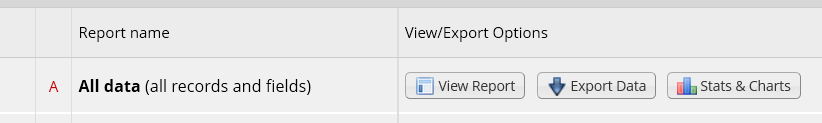 Report name View/Export Options
A All data (all records and fields) View Report Export Data Stats & Charts